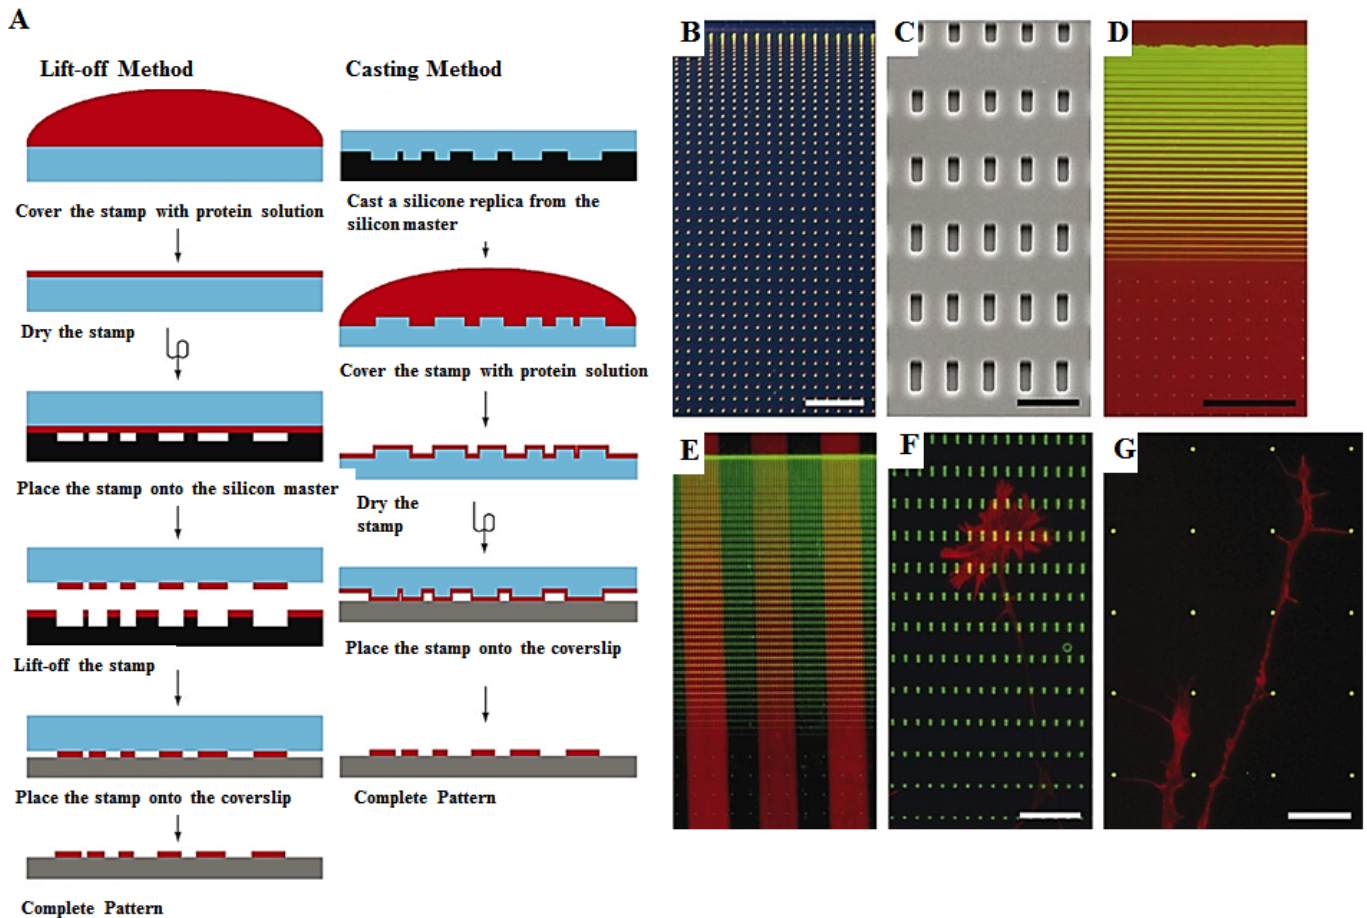 A
Lift-off Method
Cover the stamp with protein solution
Dry the stamp
Place the stamp onto the silicon master
Lift-off the stamp
Place the stamp onto the coverslip
Complete Pattern
Casting Method
Cast a silicone replica from the
silicon master
Cover the stamp with protein solution
Dry the
stamp
Place the stamp onto the coverslip
Complete Pattern
B
C
D
E
F
G